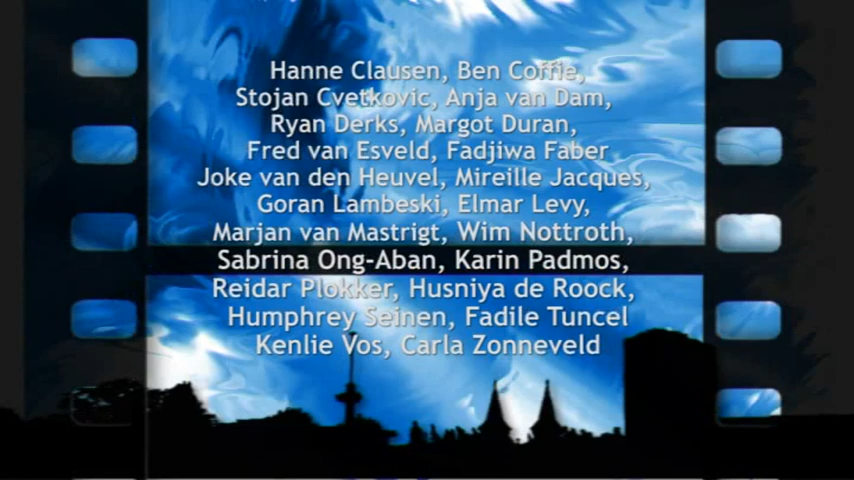 Hanne Clausen, Ben Coffie,
Stojan Cvetkovic, Anja van Dam,
Ryan Derks, Margot Duran,
Fred van Esveld, Fadjiwa Faber
Joke van den Heuvel, Mireille Jacques,
Goran Lambeski, Elmar Levy,
Marjan van Mastrigt, Wim Nottroth,
Sabrina Ong-Aban, Karin Padmos,
Reidar Plokker, Husniya de Roock,
Humphrey Seinen, Fadile Tuncel
Kenlie Vos, Carla Zonneveld